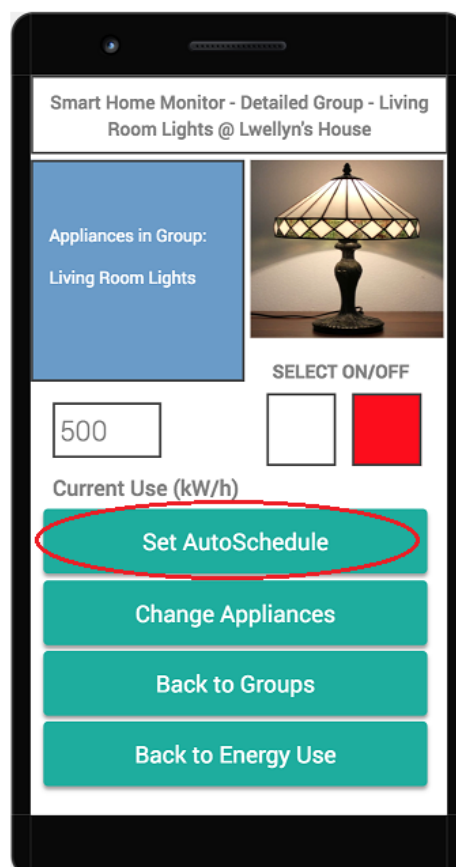 Smart Home Monitor - Detailed Group - Living
Room Lights @ Lwellyn's House
Appliances in Group:
Living Room Lights
SELECT ON/OFF
500
Current Use (kW/h)
Set AutoSchedule
Change Appliances
Back to Groups
Back to Energy Use